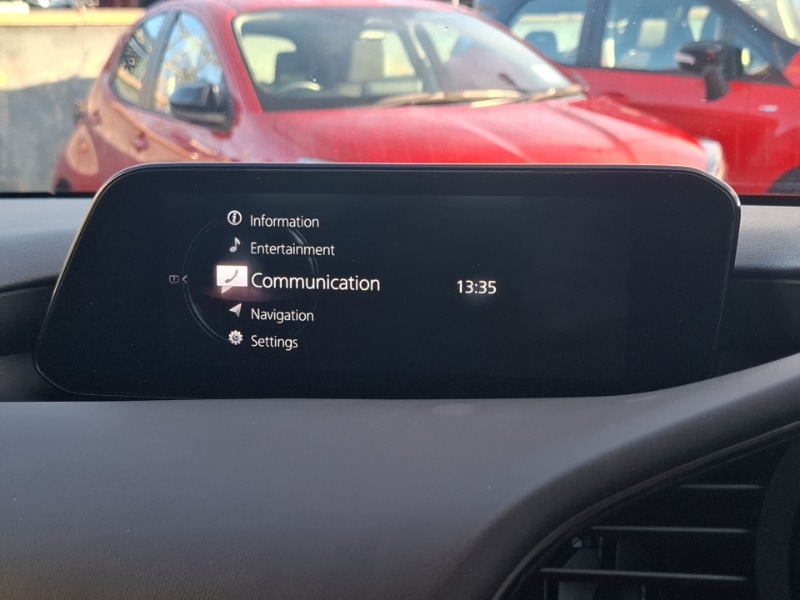 Information
Entertainment
Communication
13:35
Navigation
Settings